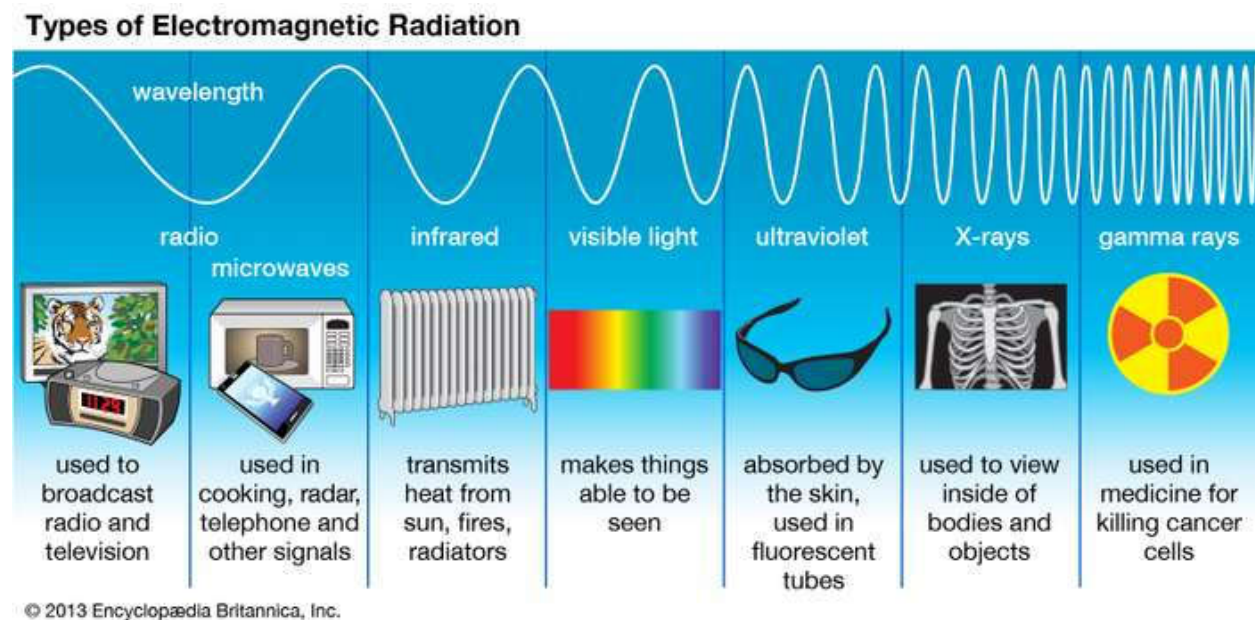 Types of Electromagnetic Radiation
wavelength
radio
microwaves
infrared
visible light
ultraviolet
X-rays
gamma rays
11:29
used to
broadcast
radio and
television
used in
cooking, radar,
telephone and
other signals
transmits
heat from
sun, fires,
radiators
makes things
able to be
seen
absorbed by
the skin,
used in
fluorescent
tubes
used to view
inside of
bodies and
objects
used in
medicine for
killing cancer
cells
© 2013 Encyclopædia Britannica, Inc.